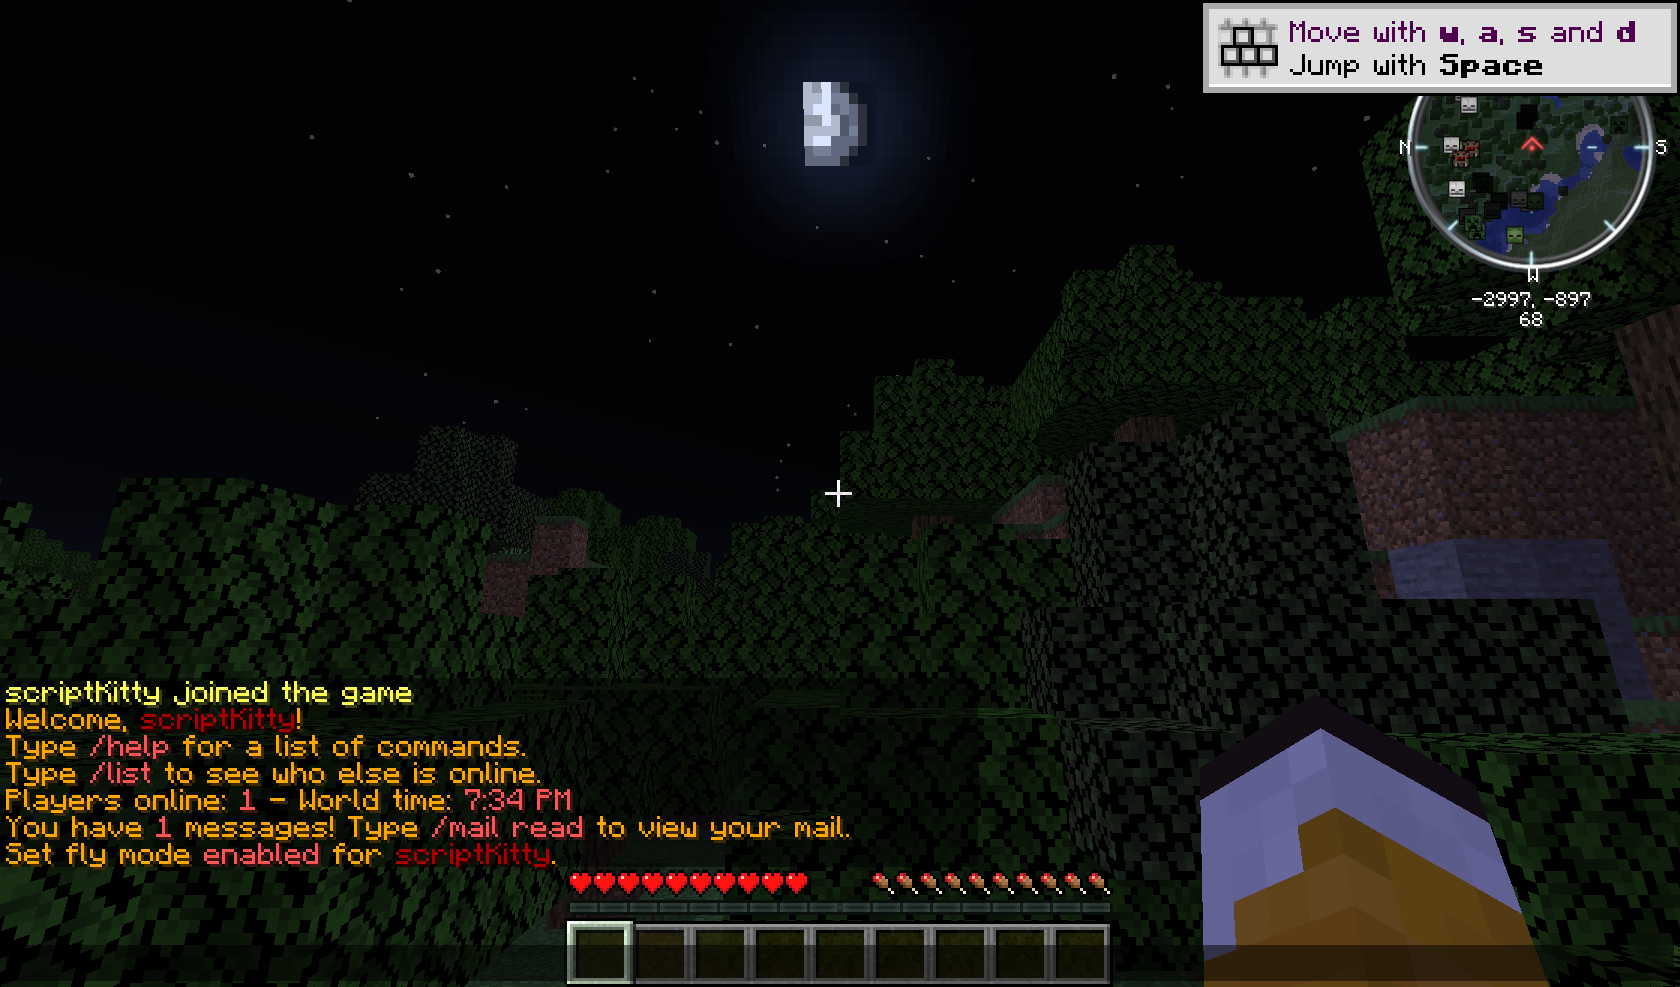 Move with w, a, s and d
Jump with Space
N
S
W
-2997, -897
68
scriptKitty joined the game
Welcome, scriptKitty!
Type /help for a list of commands.
Type /list to see who else is online.
Players online: 1 - World time: 7:34 PM
You have 1 messages! Type /mail read to view your mail.
Set fly mode enabled for scriptKitty.